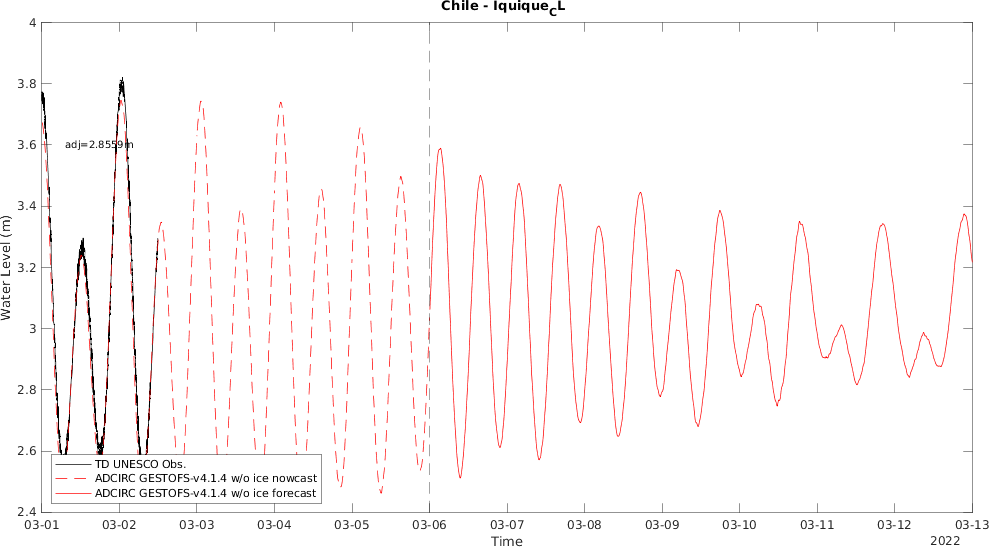 Chile - Iquique_CL
4
3.8
3.6
3.4
3.2
3
2.8
2.6
2.4
Water Level (m)
adj=2.8559m
TD UNESCO Obs.
ADCIRC GESTOFS-v4.1.4 w/o ice nowcast
ADCIRC GESTOFS-v4.1.4 w/o ice forecast
03-01 03-02 03-03 03-04 03-05 03-06 03-07 03-08 03-09 03-10 03-11 03-12 03-13
Time
2022